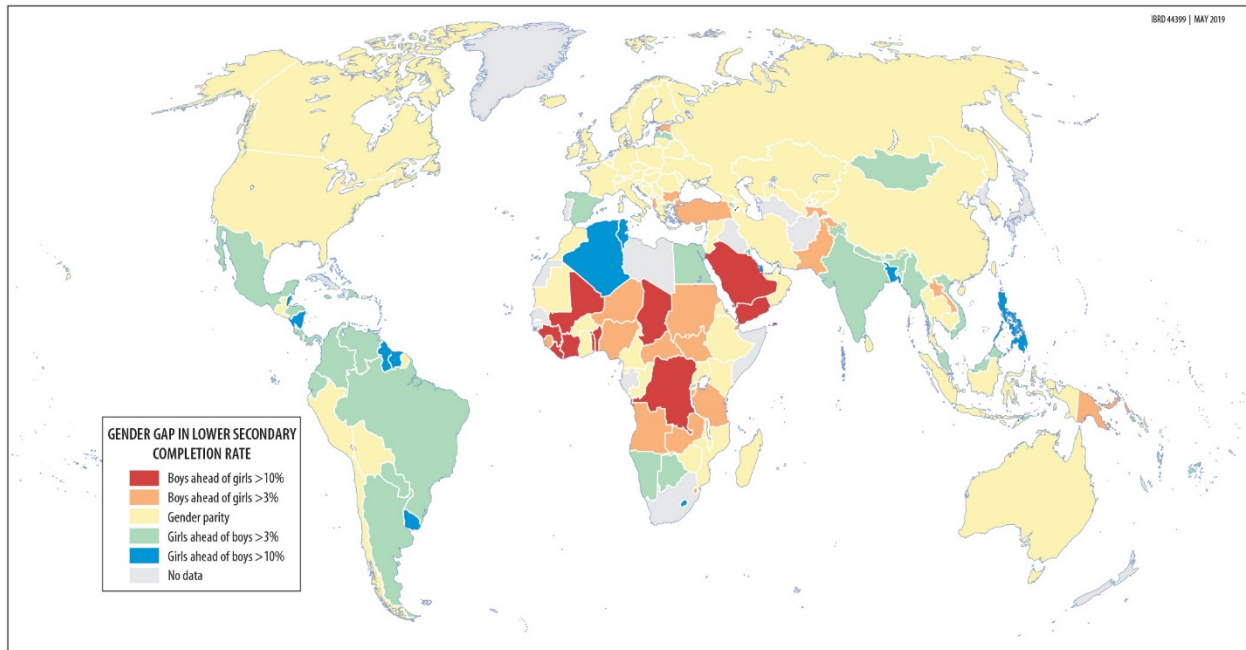 IBRD 44399 | MAY 2019
GENDER GAP IN LOWER SECONDARY
COMPLETION RATE
Boys ahead of girls >10%
Boys ahead of girls >3%
Gender parity
Girls ahead of boys >3%
Girls ahead of boys >10%
No data